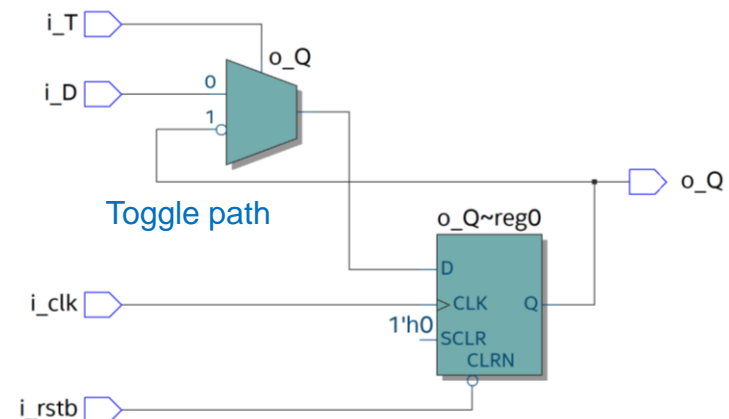 i_T
o_Q
i_D
0
1
o_Q
Toggle path
o_Q~reg0
D
i_clk
CLK
Q
1'h0
SCLR
CLRN
i_rstb